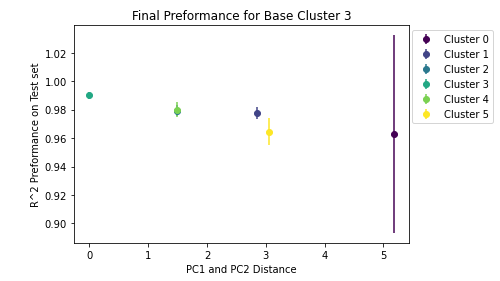 Final Preformance for Base Cluster 3
R^2 Preformance on Test set
1.02
1.00
0.98
0.96
0.94
0.92
0.90
0
1
2
3
4
5
PC1 and PC2 Distance
Cluster 0
Cluster 1
Cluster 2
Cluster 3
Cluster 4
Cluster 5